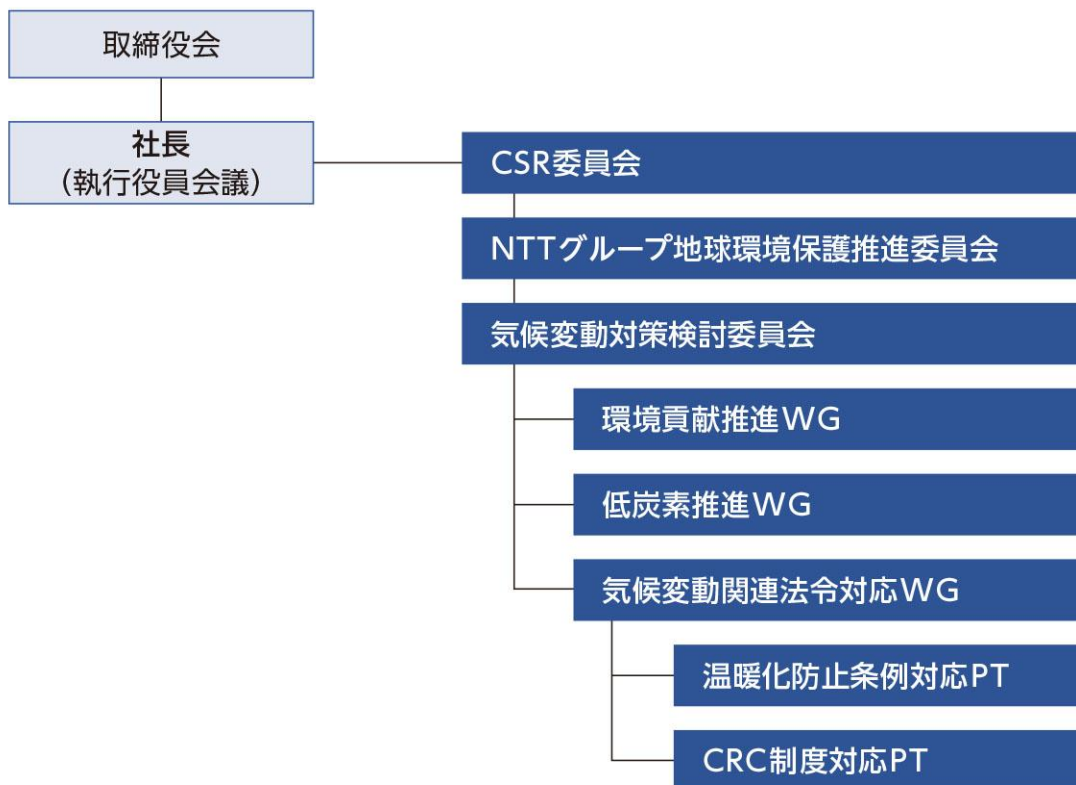 取締役会
社長
（執行役員会議）
CSR委員会
NTTグループ地球環境保護推進委員会
気候変動対策検討委員会
環境貢献推進WG
低炭素推進WG
気候変動関連法令対応WG
温暖化防止条例対応PT
CRC制度対応PT